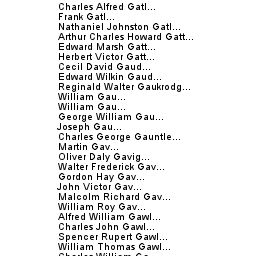 Charles Alfred Gatl...
Frank Gatl...
Nathaniel Johnston Gatl...
Arthur Charles Howard Gatt...
Edward Marsh Gatt...
Herbert Victor Gatt...
Cecil David Gaud...
Edward Wilkin Gaud...
Reginald Walter Gaukrodg...
William Gau...
William Gau...
George William Gau...
Joseph Gau...
Charles George Gauntle...
Martin Gav...
Oliver Daly Gavig...
Walter Frederick Gav...
Gordon Hay Gav...
John Victor Gav...
Malcolm Richard Gav...
William Roy Gav...
Alfred William Gawl...
Charles John Gawl...
Spencer Rupert Gawl...
William Thomas Gawl...
Charles William Ga...